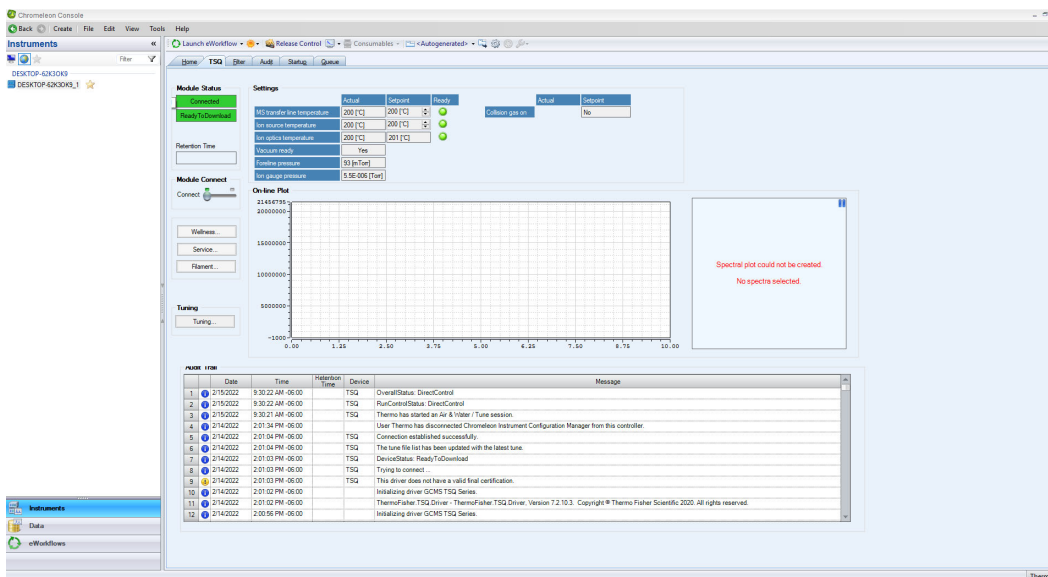 Chromeleon Console
Back Create File Edit View Tools Help
Instruments «
Launch eWorkflow Release Control Consumables <Autogenerated>
Filter
Home TSQ Filter Audit Startup Queue
DESKTOP-62K3OK9
DESKTOP-62K3OK9_1
Module Status
Connected
ReadyToDownload
Retention Time
Module Connect
Connect
Wellness...
Service...
Filament...
Tuning
Tuning...
Settings
Actual Setpoint Ready Actual Setpoint
MS transfer line temperature 200 [°C] 200 [°C] Collision gas on No
Ion source temperature 200 [°C] 200 [°C]
Ion optics temperature 200 [°C] 201 [°C]
Vacuum ready Yes
Foreline pressure 93 [mTorr]
Ion gauge pressure 5.5E-006 [Torr]
On-line Plot
21456795
20000000
15000000
10000000
5000000
-1000
0.00 1.25 2.50 3.75 5.00 6.25 7.50 8.75 10.00
Spectral plot could not be created.
No spectra selected.
Audit Trail
Date Time Retention Time Device Message
1 2/15/2022 9:30:22 AM -06:00 TSQ OverallStatus: DirectControl
2 2/15/2022 9:30:22 AM -06:00 TSQ RunControlStatus: DirectControl
3 2/15/2022 9:30:21 AM -06:00 TSQ Thermo has started an Air & Water / Tune session.
4 2/14/2022 2:01:34 PM -06:00 User Thermo has disconnected Chromeleon Instrument Configuration Manager from this controller.
5 2/14/2022 2:01:04 PM -06:00 TSQ Connection established successfully.
6 2/14/2022 2:01:04 PM -06:00 TSQ The tune file list has been updated with the latest tune.
7 2/14/2022 2:01:03 PM -06:00 TSQ DeviceStatus: ReadyToDownload
8 2/14/2022 2:01:03 PM -06:00 TSQ Trying to connect ...
9 2/14/2022 2:01:03 PM -06:00 TSQ This driver does not have a valid final certification.
10 2/14/2022 2:01:02 PM -06:00 Initializing driver GCMS TSQ Series.
11 2/14/2022 2:01:02 PM -06:00 ThermoFisher.TSQ.Driver - ThermoFisher.TSQ.Driver, Version 7.2.10.3. Copyright © Thermo Fisher Scientific 2020. All rights reserved.
12 2/14/2022 2:00:56 PM -06:00 Initializing driver GCMS TSQ Series.
Instruments
Data
eWorkflows
Therm